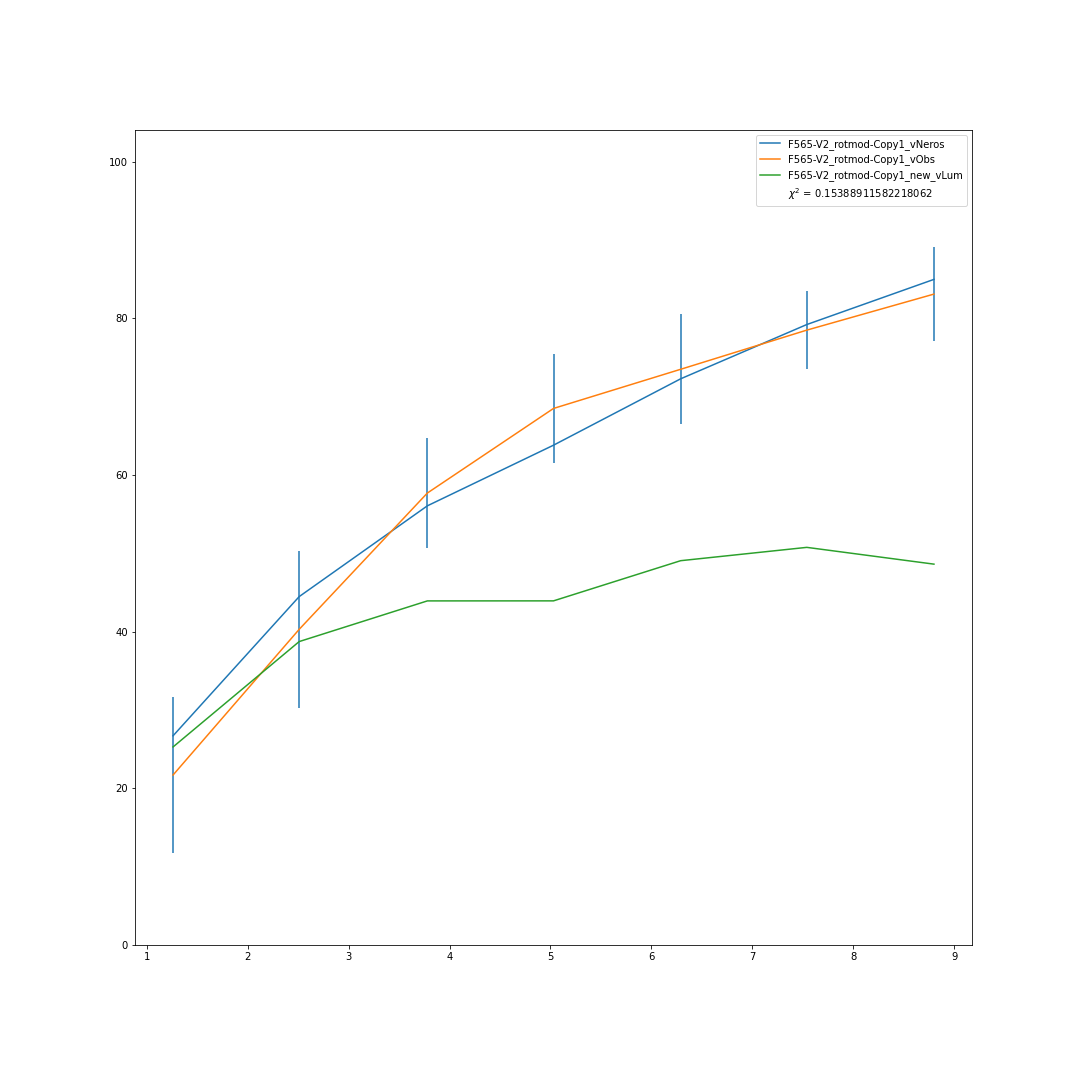 F565-V2_rotmod-Copy1_vNeros
F565-V2_rotmod-Copy1_vObs
F565-V2_rotmod-Copy1_new_vLum
χ² = 0.15388911582218062
100
80
60
40
20
0
1 2 3 4 5 6 7 8 9